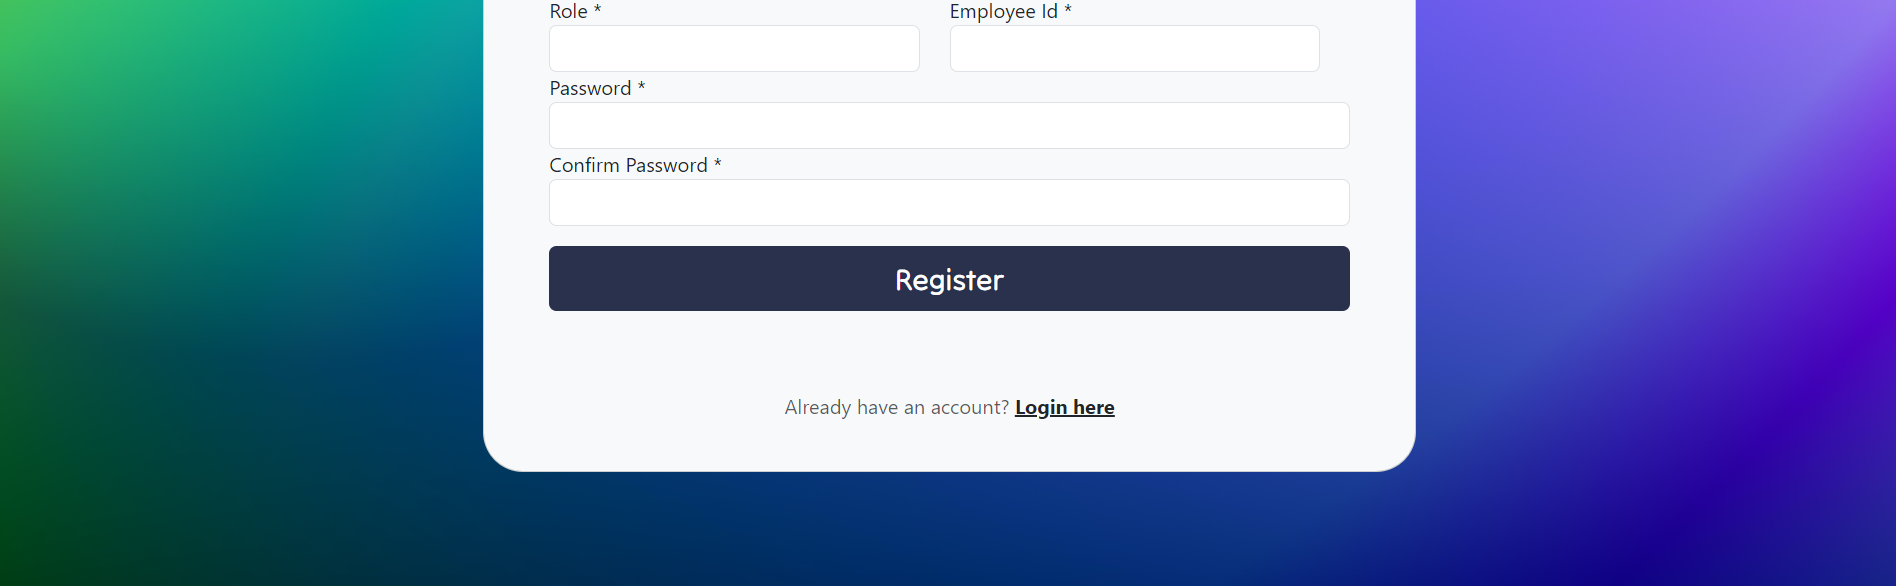 Role * Employee Id *
Password *
Confirm Password *
Register
Already have an account? Login here